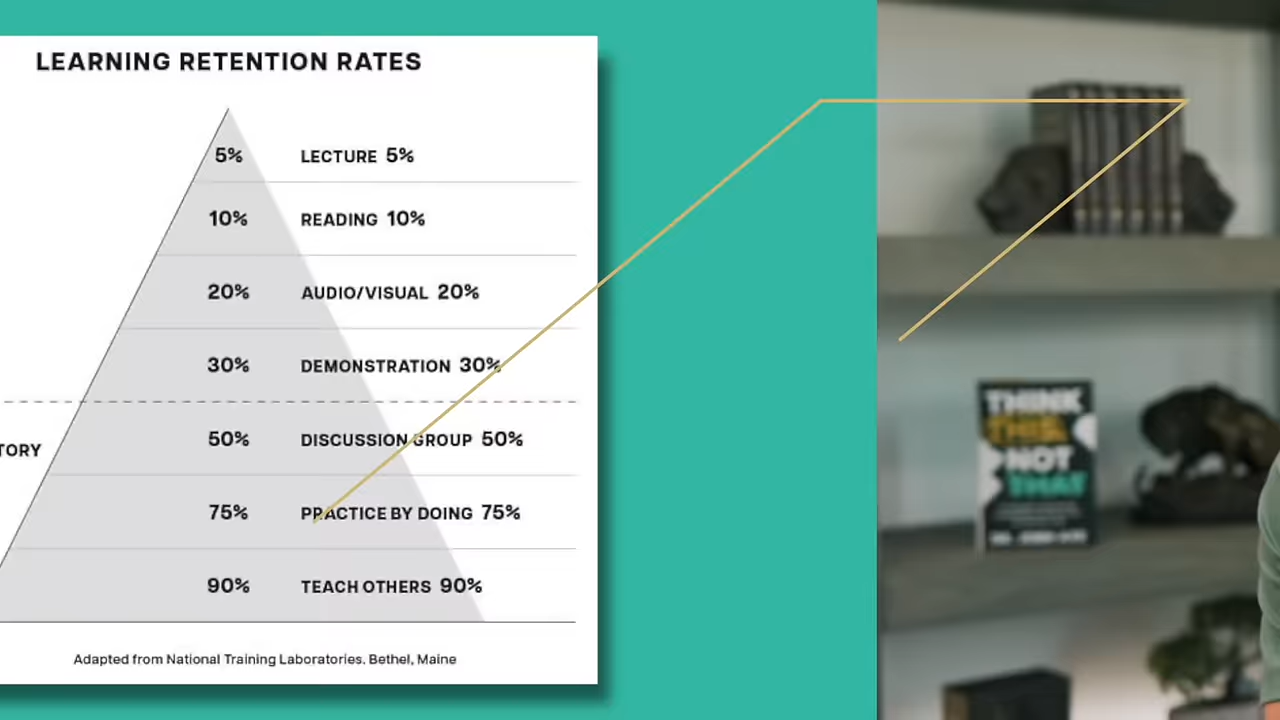 LEARNING RETENTION RATES
5% LECTURE 5%
10% READING 10%
20% AUDIO/VISUAL 20%
30% DEMONSTRATION 30%
50% DISCUSSION GROUP 50%
TORY
75% PRACTICE BY DOING 75%
90% TEACH OTHERS 90%
Adapted from National Training Laboratories. Bethel, Maine
THINK
THIS,
NOT
THAT